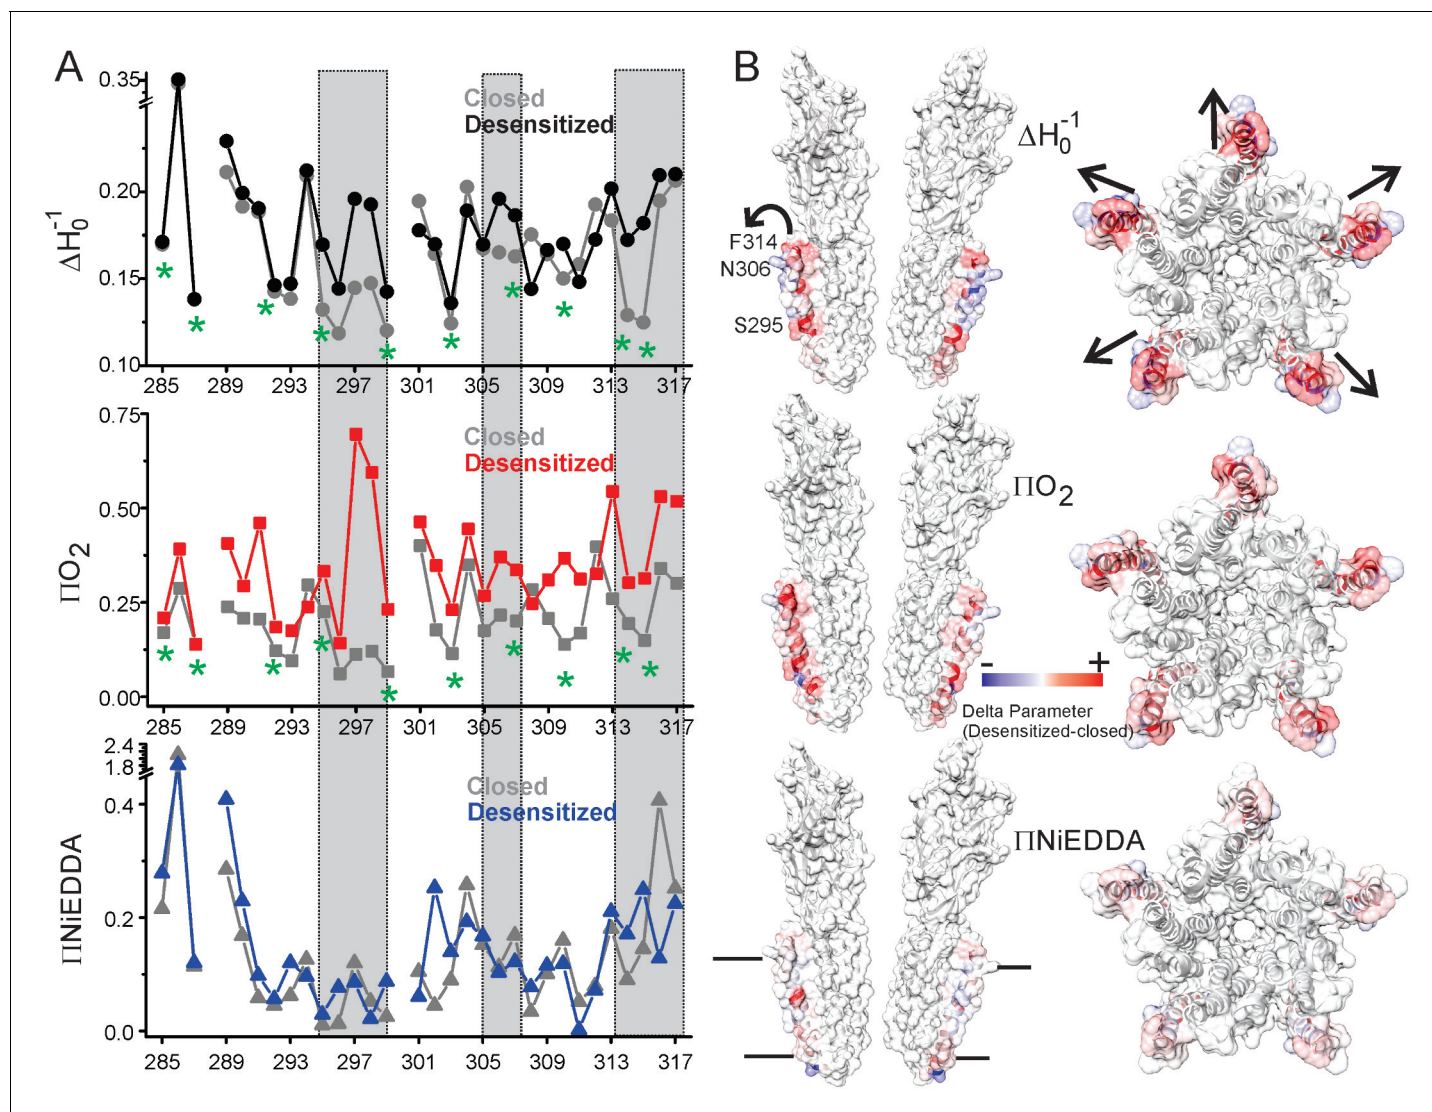 A
B
0.35
0.20
0.15
0.10
ΔH₀⁻¹
Closed
Desensitized
* * * * * * * * * *
285 289 293 297 301 305 309 313 317
0.75
0.50
0.25
0.00
ΠO₂
Closed
Desensitized
* * * * * * * * * *
285 289 293 297 301 305 309 313 317
2.4
1.8
0.4
0.2
0.0
ΠNiEDDA
Closed
Desensitized
285 289 293 297 301 305 309 313 317
ΔH₀⁻¹
F314
N306
S295
ΠO₂
- +
Delta Parameter
(Desensitized-closed)
ΠNiEDDA